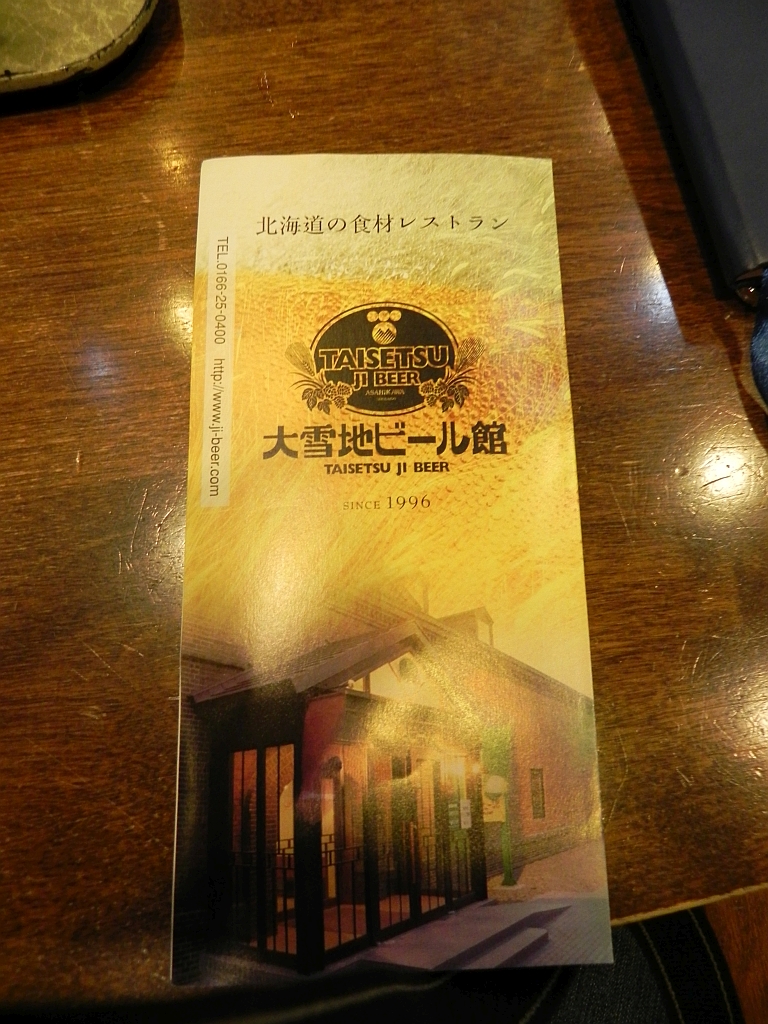 北海道の食材レストラン
TEL.0166-25-0400 http://www.ji-beer.com
TAISETSU
JI BEER
ASAHIKAWA
大雪地ビール館
TAISETSU JI BEER
SINCE 1996